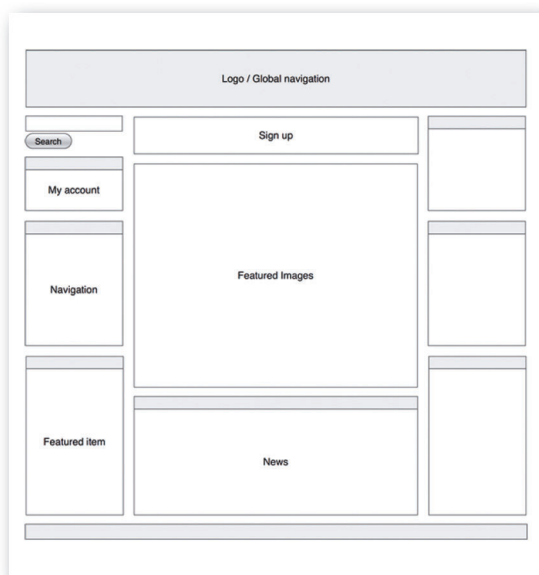 Logo / Global navigation
Search
Sign up
My account
Navigation
Featured Images
Featured item
News